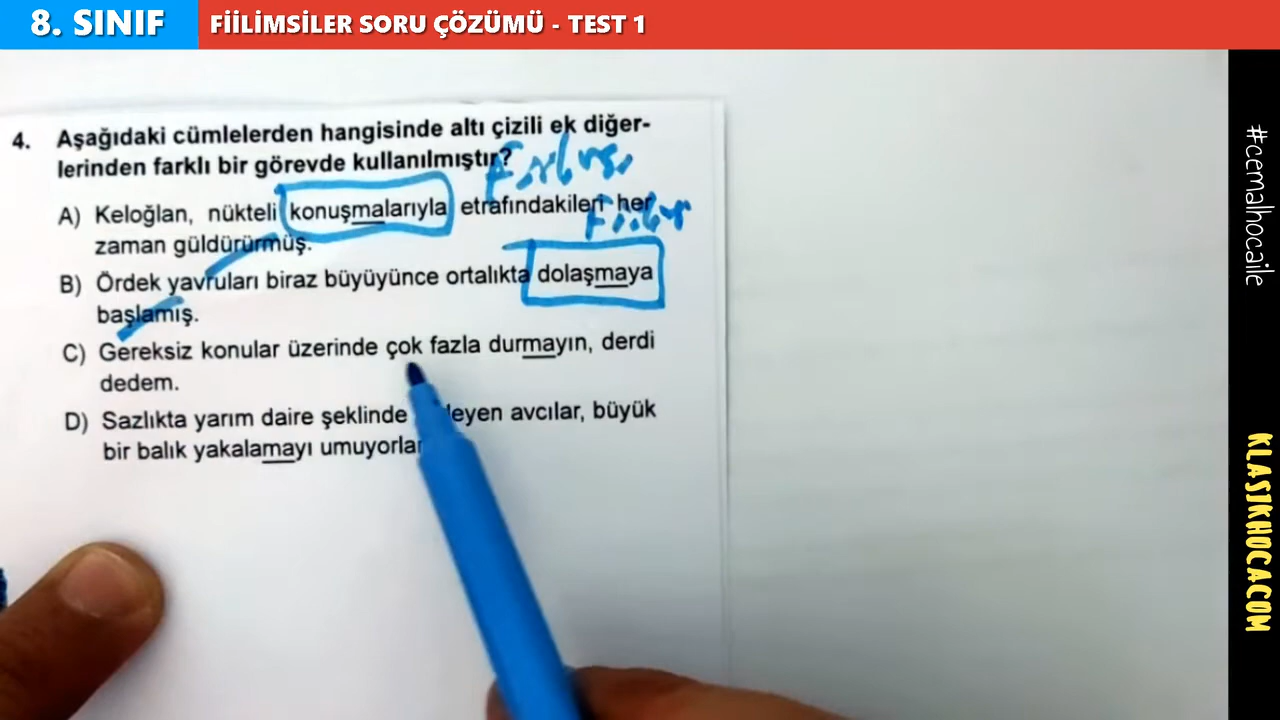 8. SINIF
FİİLİMSİLER SORU ÇÖZÜMÜ - TEST 1
4. Aşağıdaki cümlelerden hangisinde altı çizili ek diğer-
lerinden farklı bir görevde kullanılmıştır?
A) Keloğlan, nükteli konuşmalarıyla etrafındakileri her
zaman güldürürmüş.
B) Ördek yavruları biraz büyüyünce ortalıkta dolaşmaya
başlamış.
C) Gereksiz konular üzerinde çok fazla durmayın, derdi
dedem.
D) Sazlıkta yarım daire şeklinde avcılar, büyük
bir balık yakalamayı
#cemalhocaile
KLASIKHOCA.COM